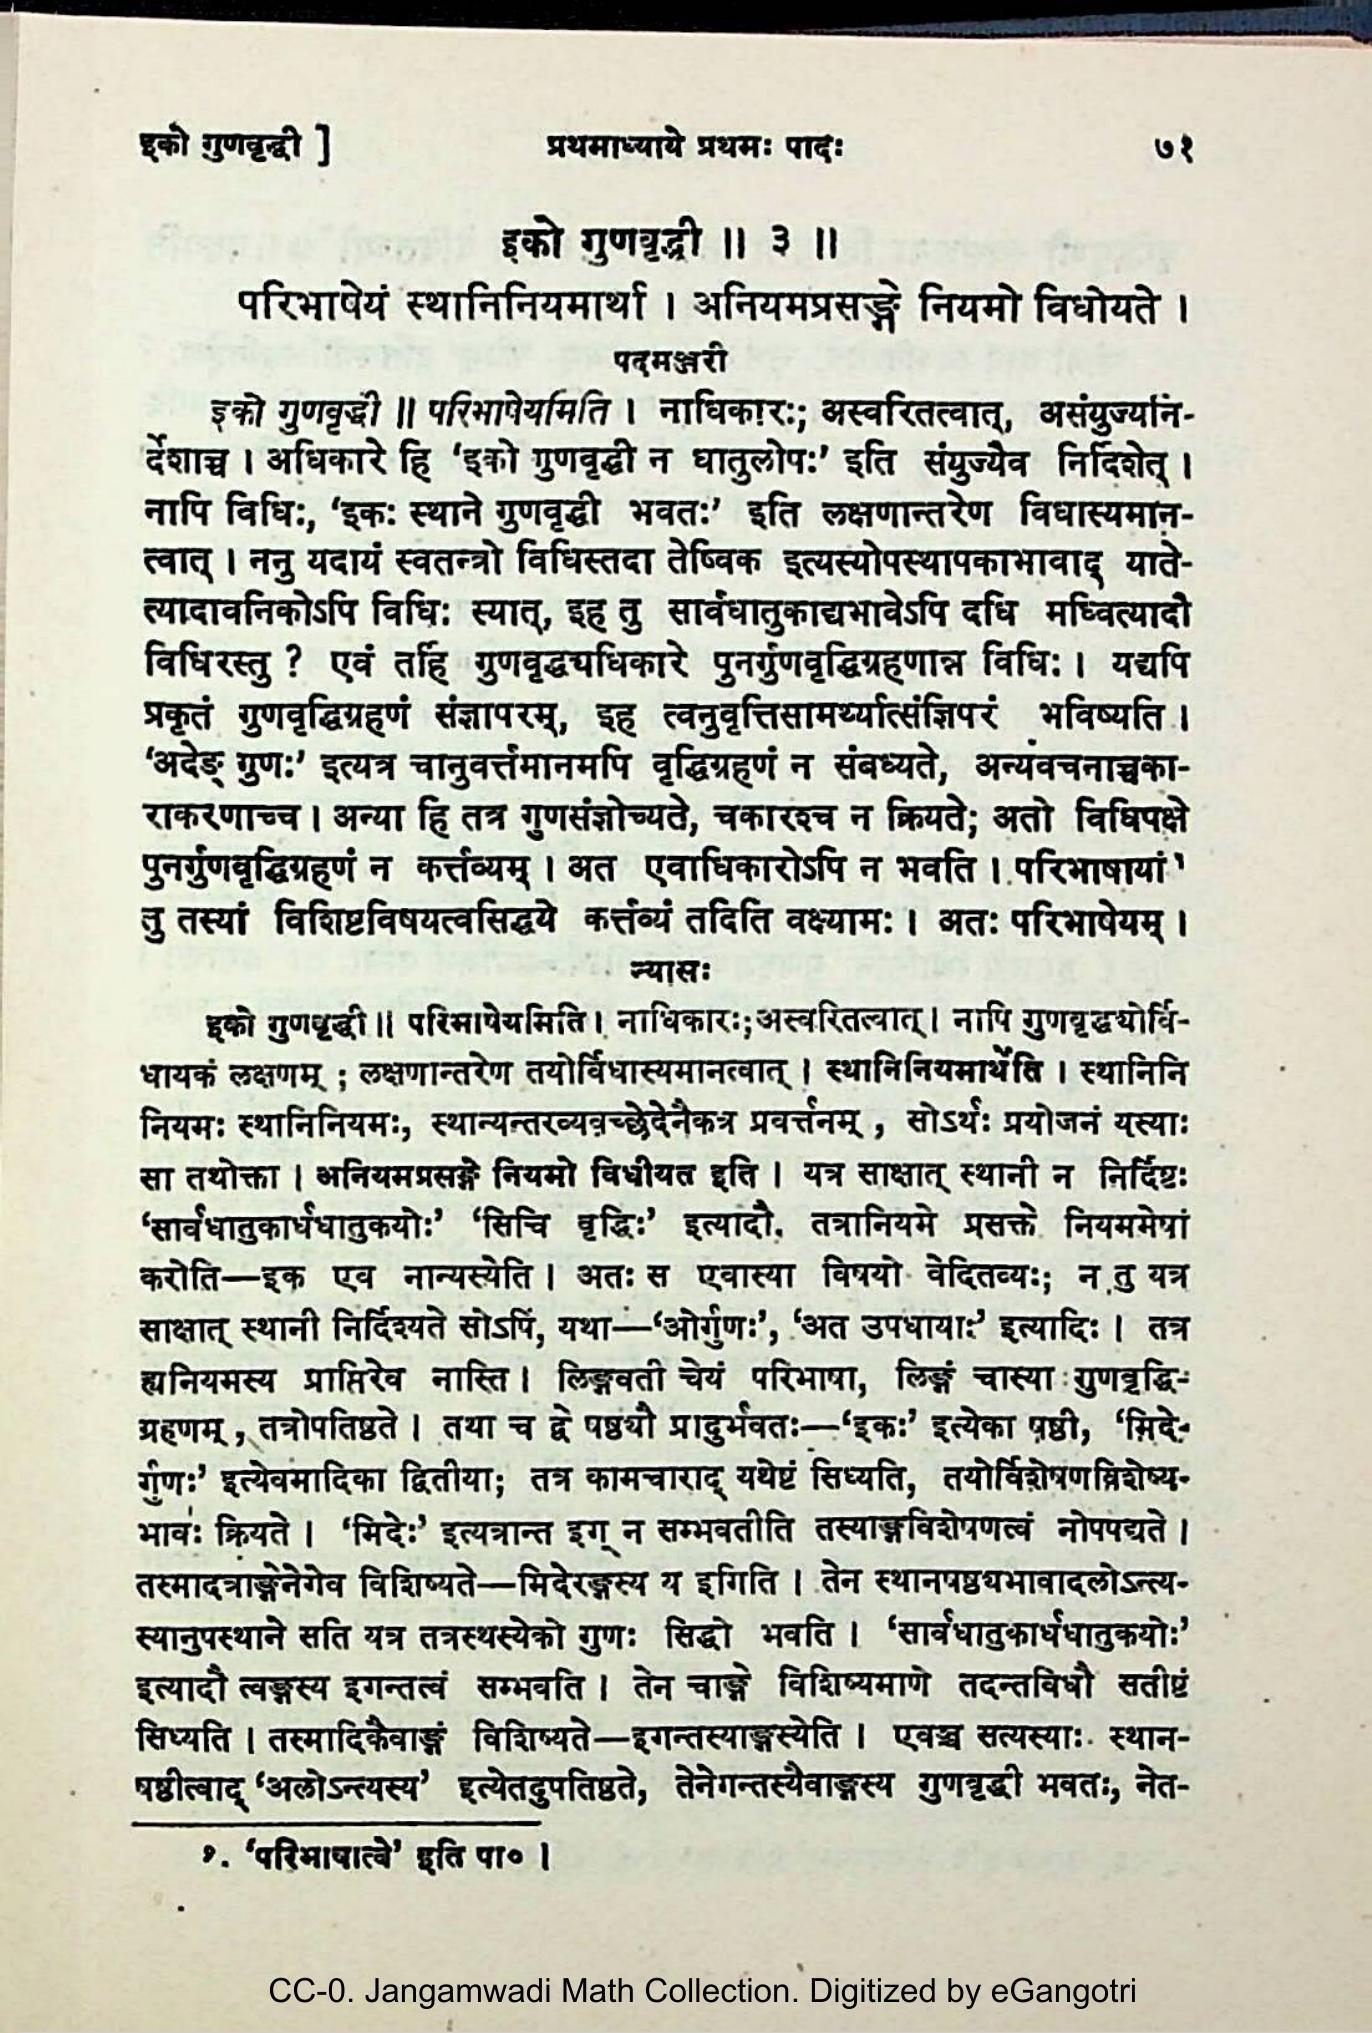 इको गुणवृद्धी ] प्रथमाध्याये प्रथमः पादः ७१
इको गुणवृद्धी ॥ ३ ॥
परिभाषेयं स्थानिनियमार्था । अनियमप्रसङ्गे नियमो विधोयते ।
पदमञ्जरी
इको गुणवृद्धी ॥ परिभाषेयमिति । नाधिकारः; अस्वरितत्वात्, असंयुज्यनि-
र्देशाच्च । अधिकारे हि ‘इको गुणवृद्धी न धातुलोपः’ इति संयुज्यैव निर्दिशेत् ।
नापि विधिः, ‘इकः स्थाने गुणवृद्धी भवतः’ इति लक्षणान्तरेण विधास्यमान-
त्वात् । ननु यदायं स्वतन्त्रो विधिस्तदा तेष्विक इत्यस्योपस्थापकाभावाद् याते-
त्यादावनिकोऽपि विधिः स्यात्, इह तु सार्वधातुकाद्यभावेऽपि दधि मध्वित्यादौ
विधिरस्तु ? एवं तर्हि गुणवृद्ध्यधिकारे पुनर्गुणवृद्धिग्रहणान्न विधिः । यद्यपि
प्रकृतं गुणवृद्धिग्रहणं संज्ञापरम्, इह त्वनुवृत्तिसामर्थ्यात्संज्ञिपरं भविष्यति ।
‘अदेङ् गुणः’ इत्यत्र चानुवर्त्तमानमपि वृद्धिग्रहणं न संबध्यते, अन्यवचनाच्चका-
राकरणाच्च । अन्या हि तत्र गुणसंज्ञोच्यते, चकारश्च न क्रियते; अतो विधिपक्षे
पुनर्गुणवृद्धिग्रहणं न कर्त्तव्यम् । अत एवाधिकारोऽपि न भवति । परिभाषायां १
तु तस्यां विशिष्टविषयत्वसिद्धये कर्त्तव्यं तदिति वक्ष्यामः । अतः परिभाषेयम् ।
न्यासः
इको गुणवृद्धी ॥ परिभाषेयमिति । नाधिकारः; अस्वरितत्वात् । नापि गुणवृद्ध्योर्वि-
धायकं लक्षणम् ; लक्षणान्तरेण तयोर्विधास्यमानत्वात् । स्थानिनियमार्थेति । स्थानिनि
नियमः स्थानिनियमः, स्थान्यन्तरव्यवच्छेदेनैकत्र प्रवर्त्तनम् , सोऽर्थः प्रयोजनं यस्याः
सा तथोक्ता । अनियमप्रसङ्गे नियमो विधीयत इति । यत्र साक्षात् स्थानी न निर्दिष्टः
‘सार्वधातुकार्धधातुकयोः’ ‘सिचि वृद्धिः’ इत्यादौ. तत्रानियमे प्रसक्ते नियममेषां
करोति—इक एव नान्यस्येति । अतः स एवास्या विषयो वेदितव्यः; न तु यत्र
साक्षात् स्थानी निर्दिश्यते सोऽपि, यथा—‘ओर्गुणः’, ‘अत उपधायाः’ इत्यादिः । तत्र
ह्यनियमस्य प्राप्तिरेव नास्ति । लिङ्गवती चेयं परिभाषा, लिङ्गं चास्या गुणवृद्धि-
ग्रहणम् , तत्रोपतिष्ठते । तथा च द्वे षष्ठ्यौ प्रादुर्भवतः—‘इकः’ इत्येका षष्ठी, ‘मिदे-
र्गुणः’ इत्येवमादिका द्वितीया; तत्र कामचाराद् यथेष्टं सिध्यति, तयोर्विशेषणविशेष्य-
भावः क्रियते । ‘मिदेः’ इत्यत्रान्त इग् न सम्भवतीति तस्याङ्गविशेषणत्वं नोपपद्यते ।
तस्मादत्राङ्गेनेगेव विशिष्यते—मिदेरङ्गस्य य इगिति । तेन स्थानषष्ठ्यभावादलोऽन्त्य-
स्यानुपस्थाने सति यत्र तत्रस्थस्येको गुणः सिद्धो भवति । ‘सार्वधातुकार्धधातुकयोः’
इत्यादौ त्वङ्गस्य इगन्तत्वं सम्भवति । तेन चाङ्गे विशिष्यमाणे तदन्तविधौ सतीष्टं
सिध्यति । तस्मादिकैवाङ्गं विशिष्यते—इगन्तस्याङ्गस्येति । एवञ्च सत्यस्याः स्थान-
षष्ठीत्वाद् ‘अलोऽन्त्यस्य’ इत्येतदुपतिष्ठते, तेनेगन्तस्यैवाङ्गस्य गुणवृद्धी भवतः, नेत-
१. ‘परिभाषात्वे’ इति पा० ।
CC-0. Jangamwadi Math Collection. Digitized by eGangotri